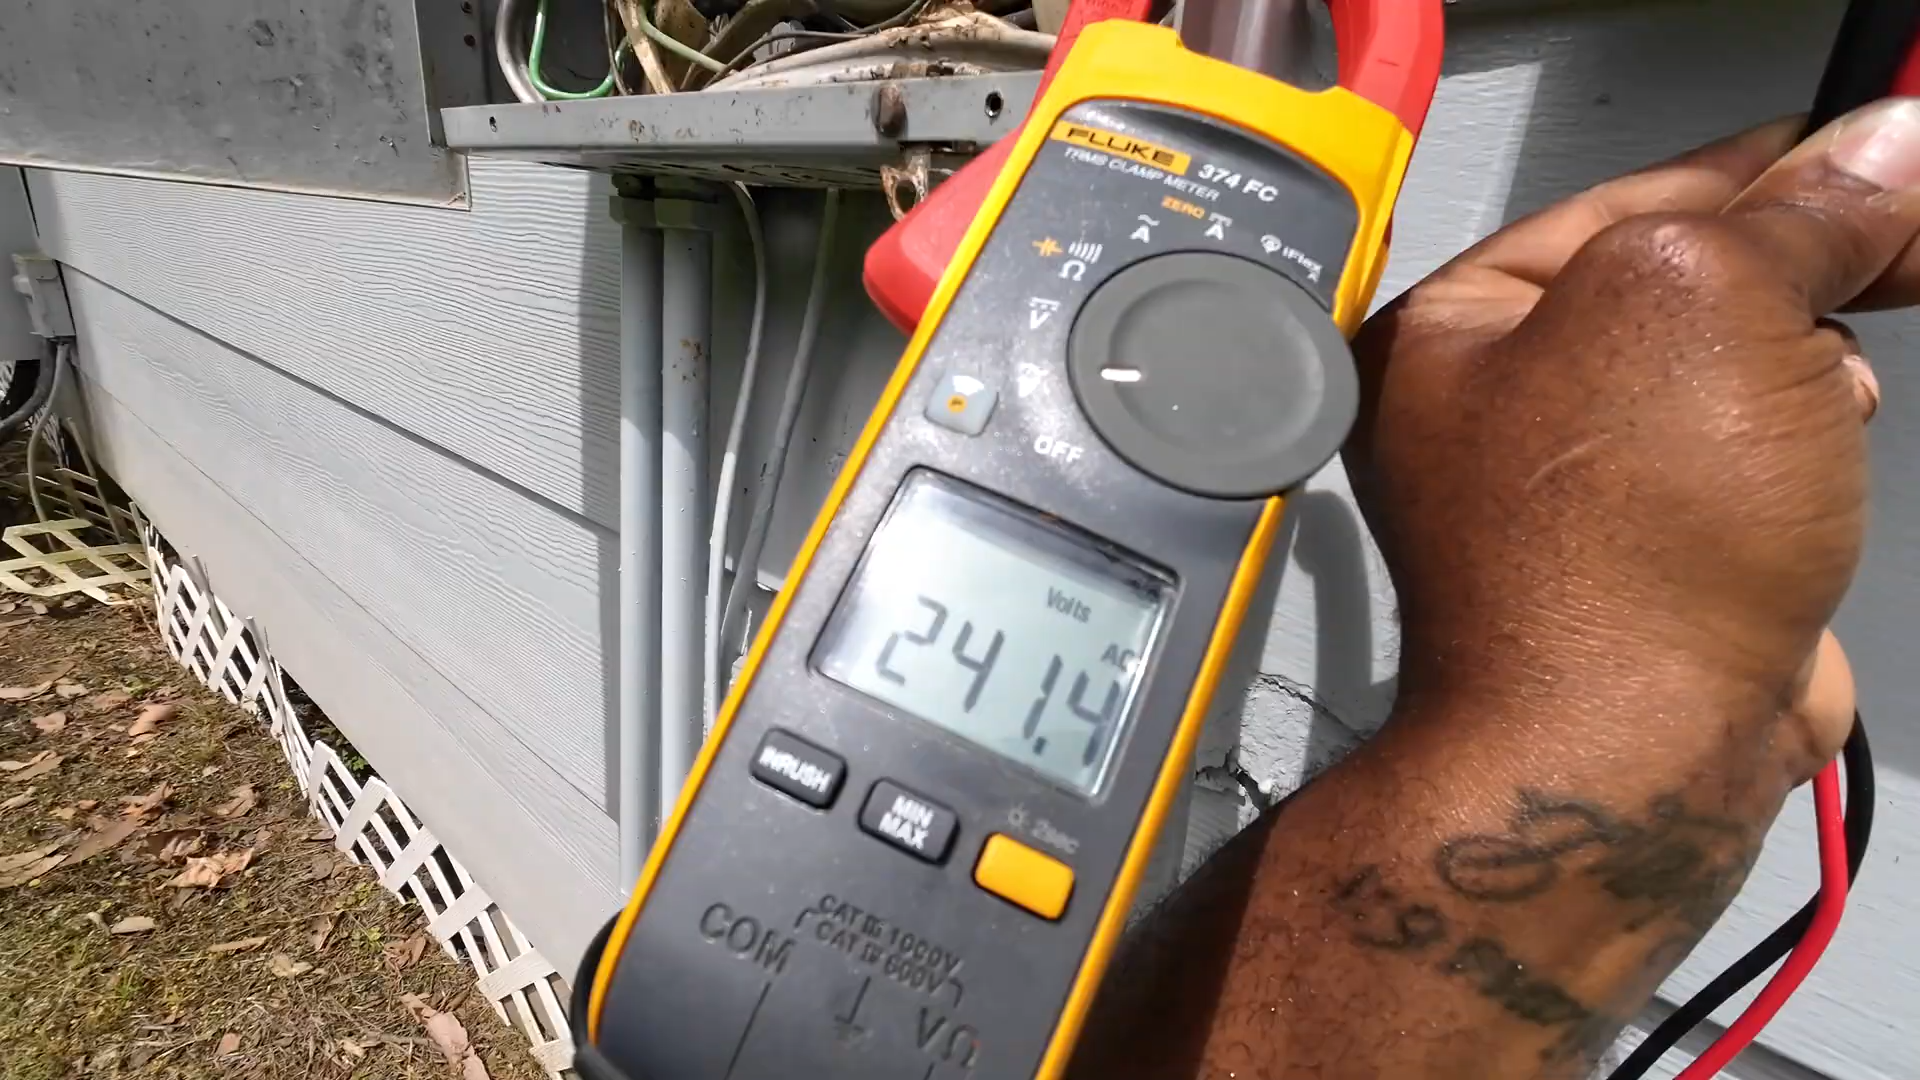 FLUKE
374 FC
TRMS CLAMP METER
ZERO
Ã
A
iFlex
A
Ω
V
OFF
Volts
AC
241.4
INRUSH
MIN
MAX
2sec
CAT III 1000V
CAT IV 600V
COM
VΩ